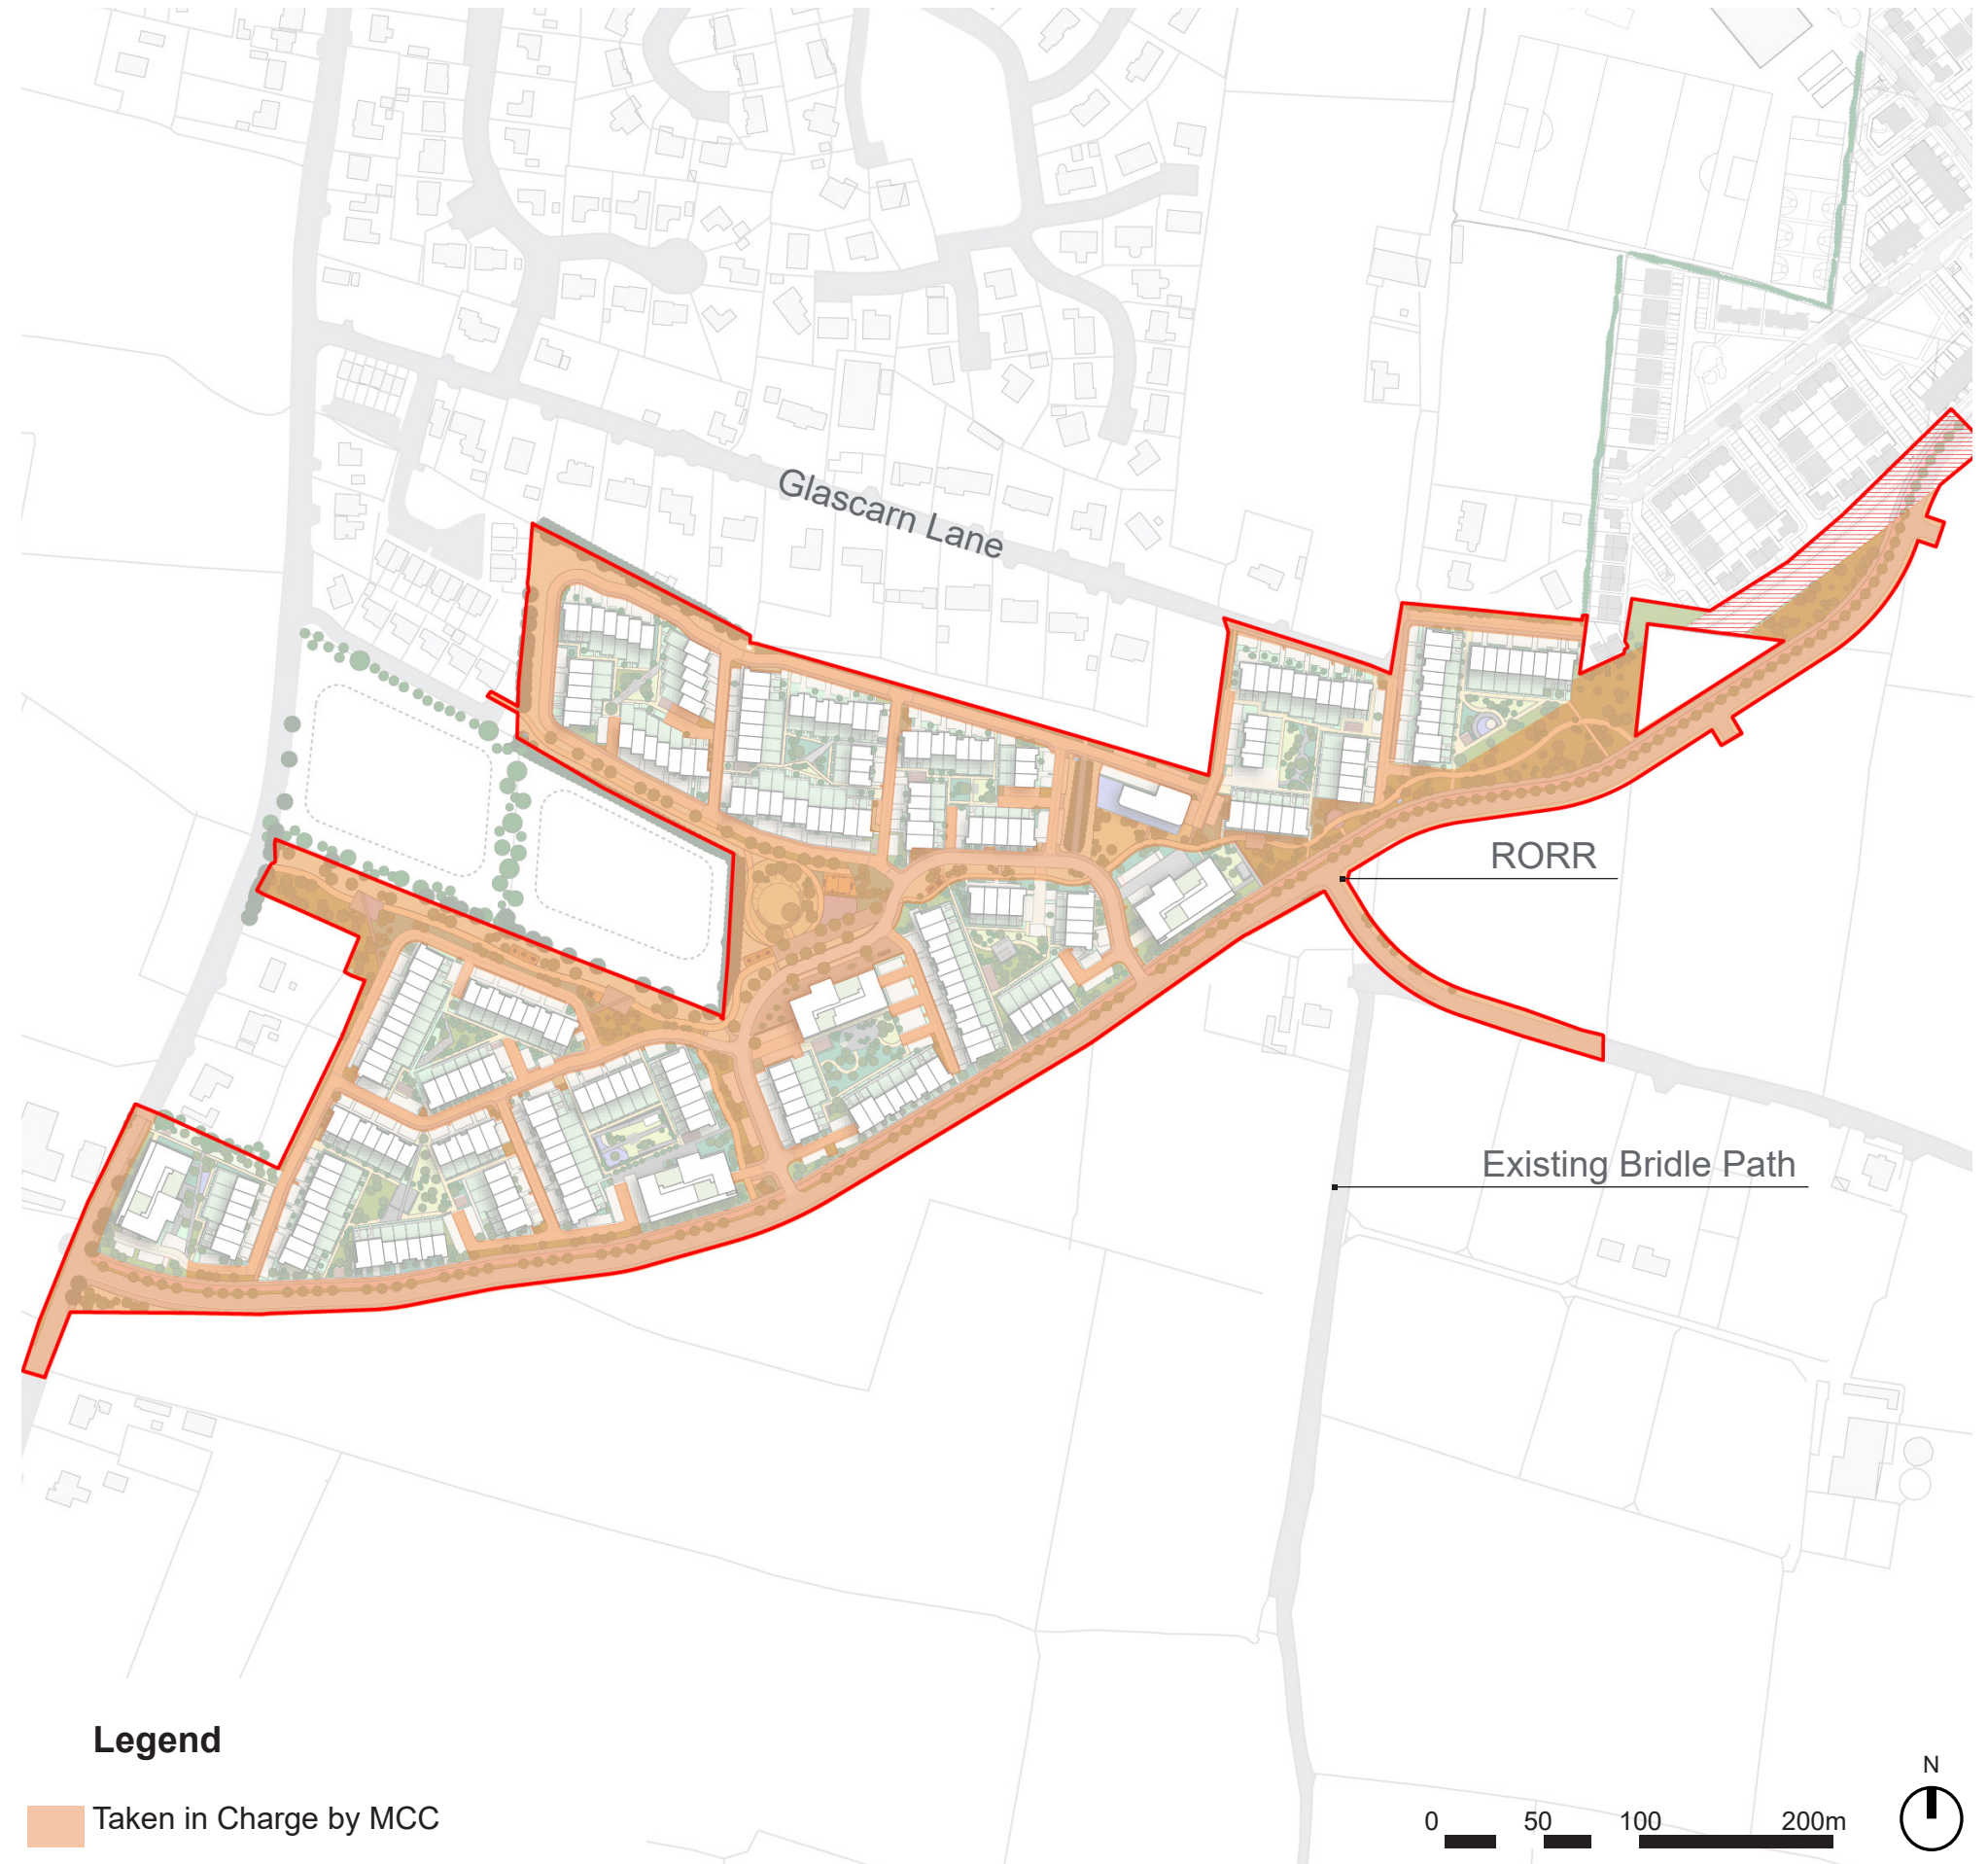 Glascarn Lane
RORR
Existing Bridle Path
Legend
Taken in Charge by MCC
0 50 100 200m
N